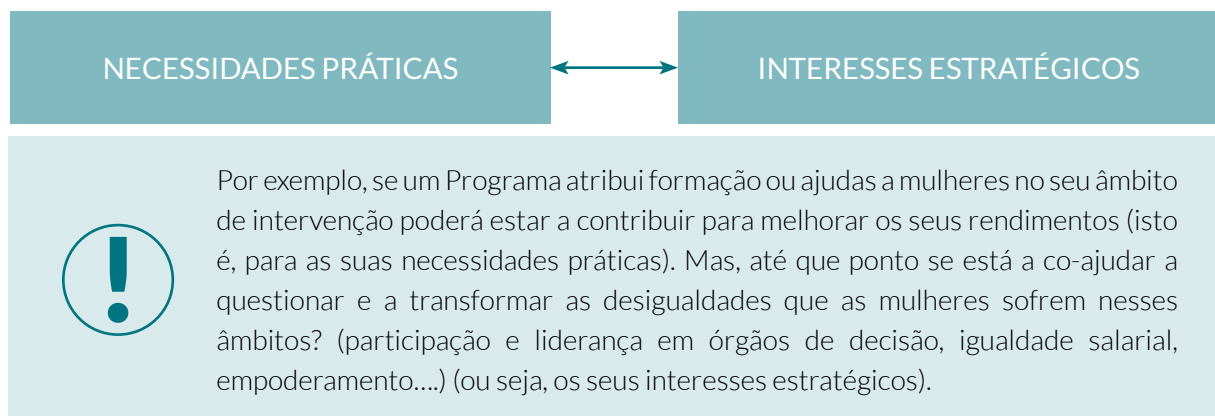 NECESSIDADES PRÁTICAS
INTERESSES ESTRATÉGICOS
Por exemplo, se um Programa atribui formação ou ajudas a mulheres no seu âmbito
de intervenção poderá estar a contribuir para melhorar os seus rendimentos (isto
é, para as suas necessidades práticas). Mas, até que ponto se está a co-ajudar a
questionar e a transformar as desigualdades que as mulheres sofrem nesses
âmbitos? (participação e liderança em órgãos de decisão, igualdade salarial,
empoderamento….) (ou seja, os seus interesses estratégicos).